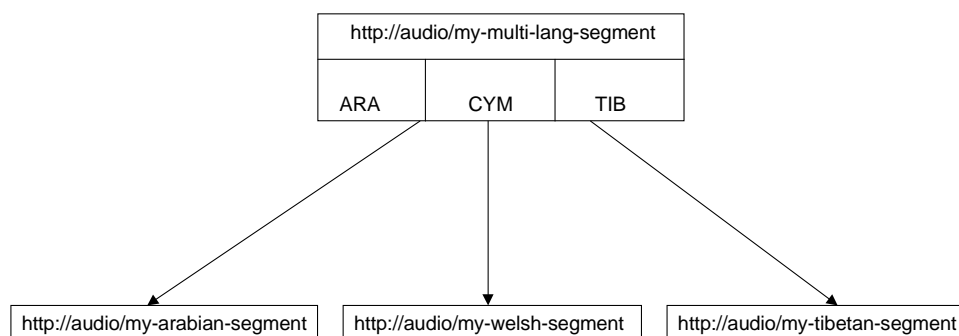 http://audio/my-multi-lang-segment
ARA CYM TIB
http://audio/my-arabian-segment http://audio/my-welsh-segment http://audio/my-tibetan-segment